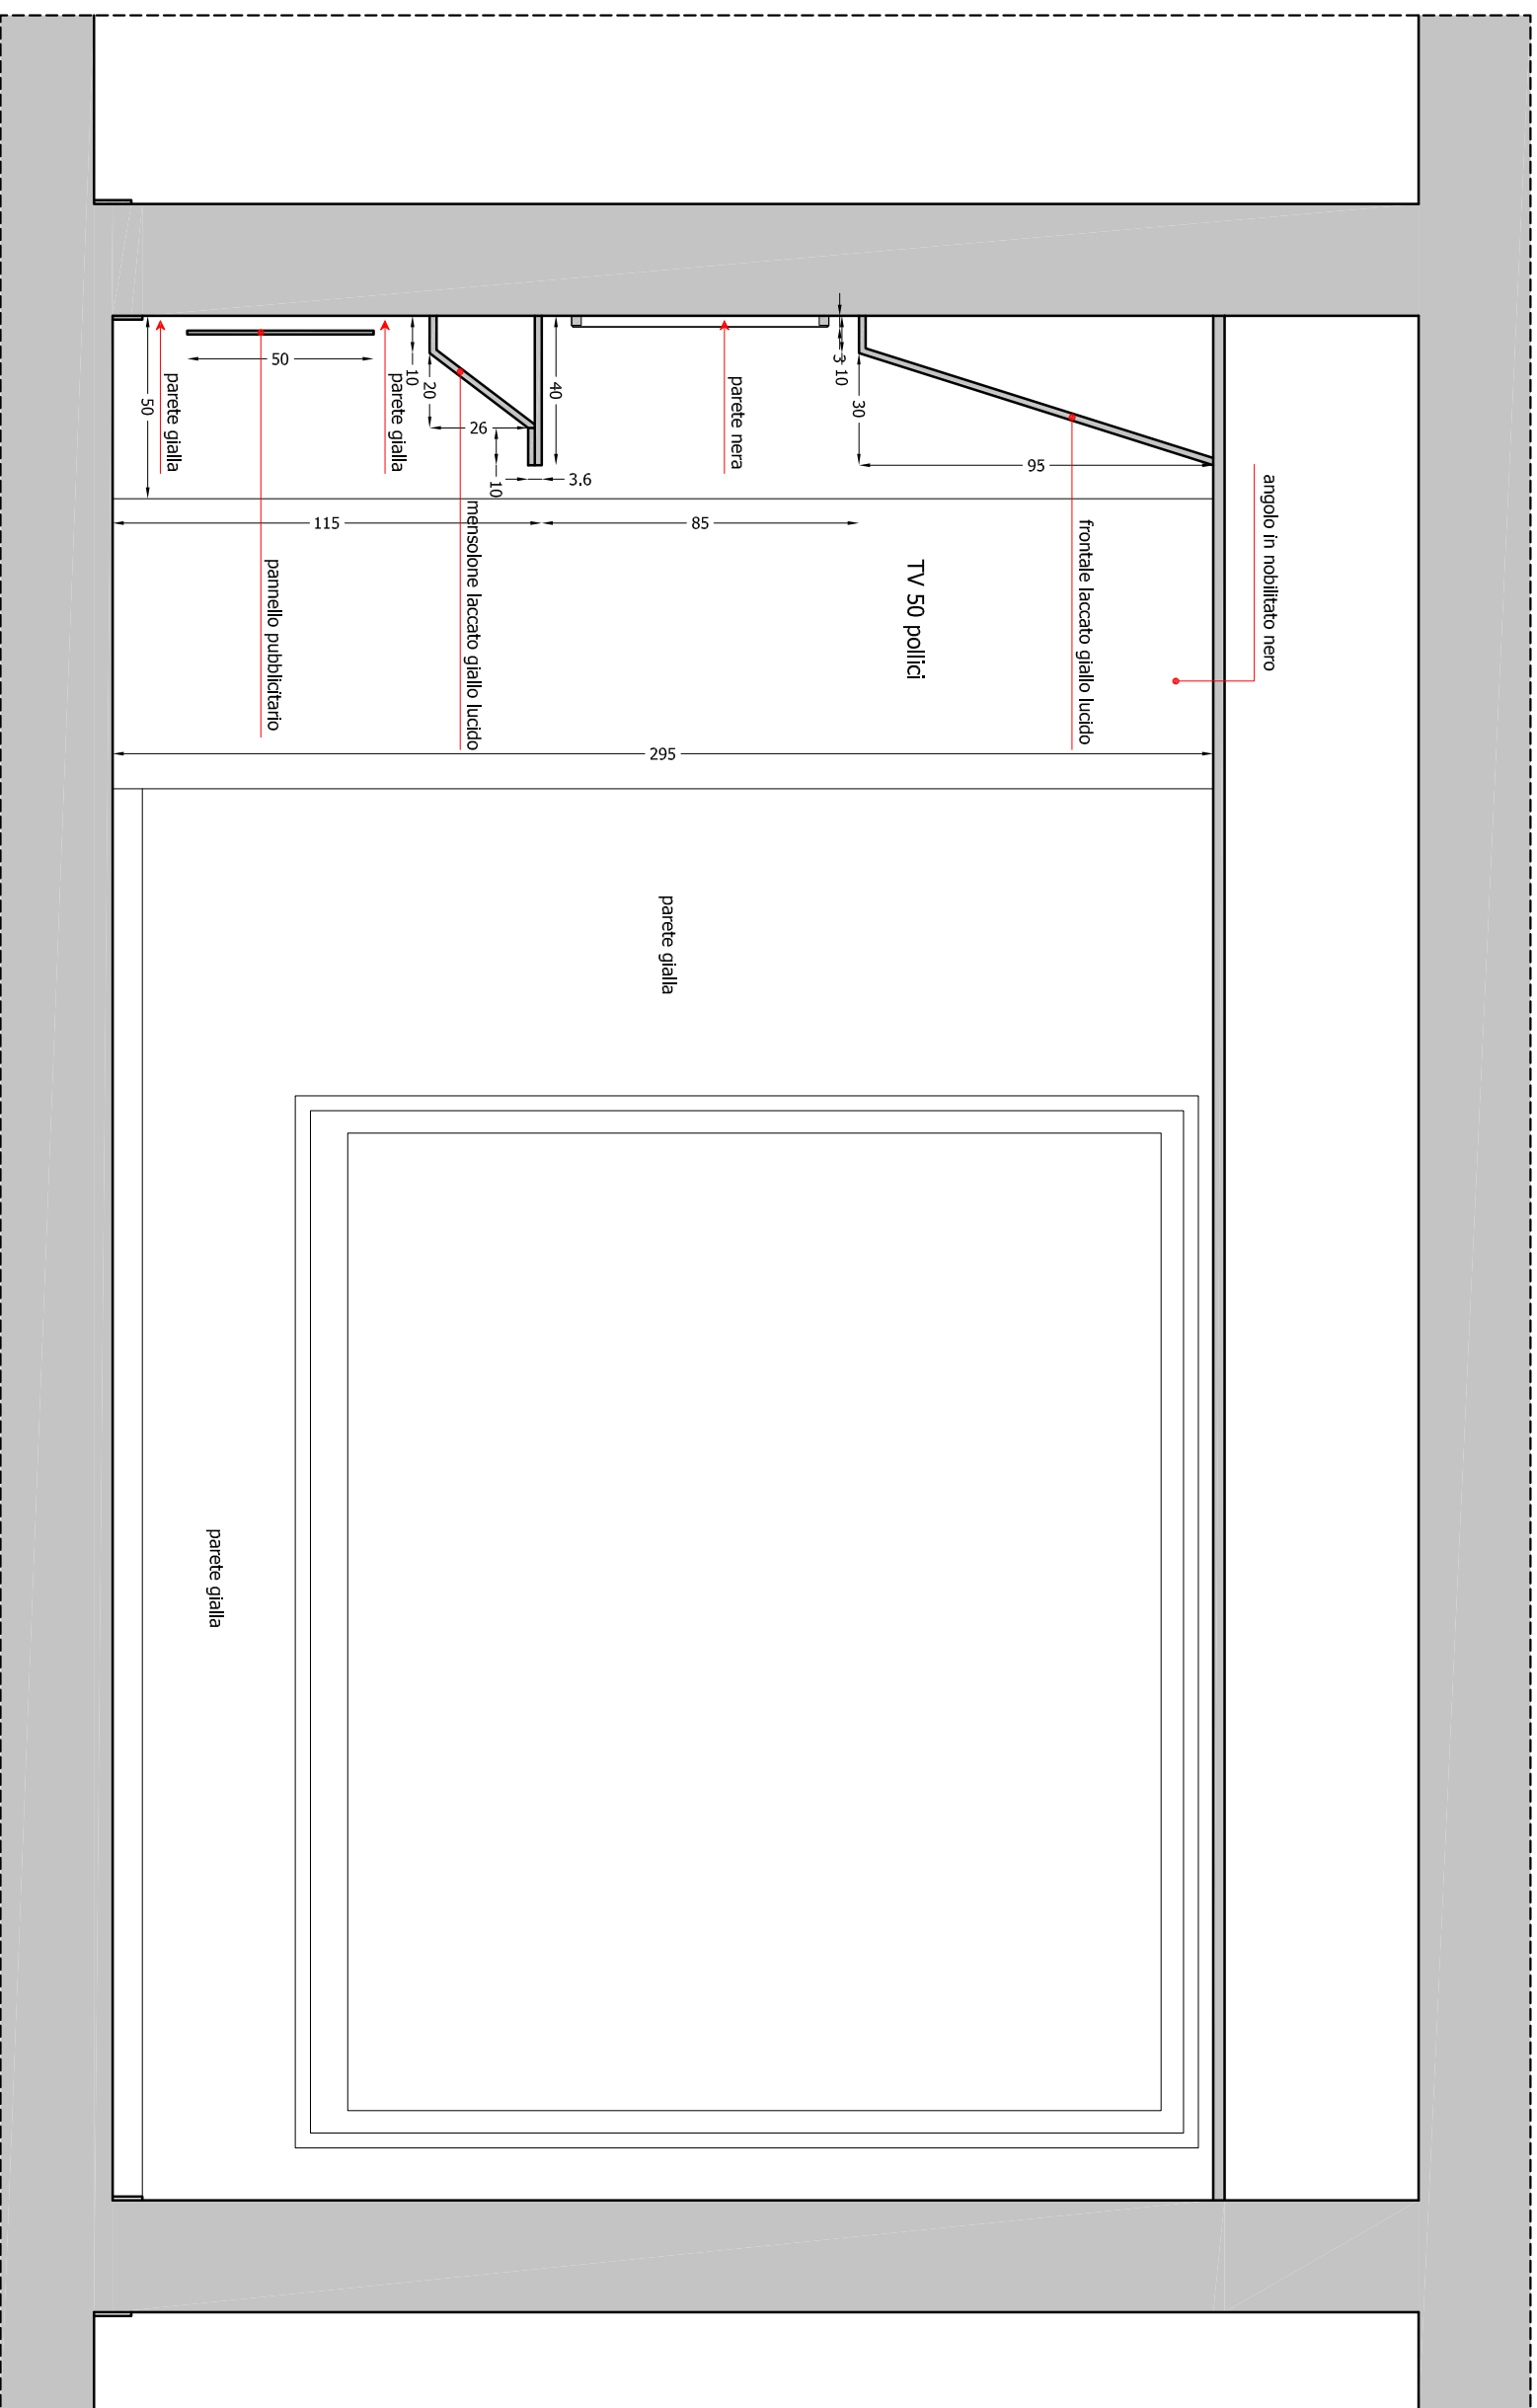 angolo in nobilitato nero
95
frontale laccato giallo lucido
30
10
3
TV 50 pollici
85
parete nera
40
3.6
10
26
20
10
mensolone laccato giallo lucido
parete gialla
50
pannello pubblicitario
parete gialla
50
115
295
parete gialla
parete gialla